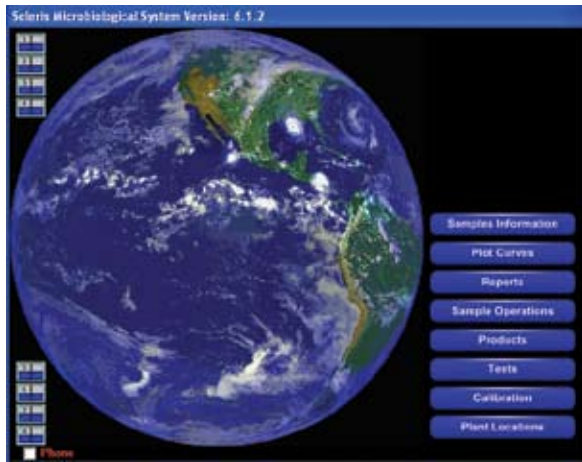 Soleris Microbiological System Version: 6.1.2
Samples Information
Plot Curves
Reports
Sample Operations
Products
Tests
Calibration
Plant Locations
Phone